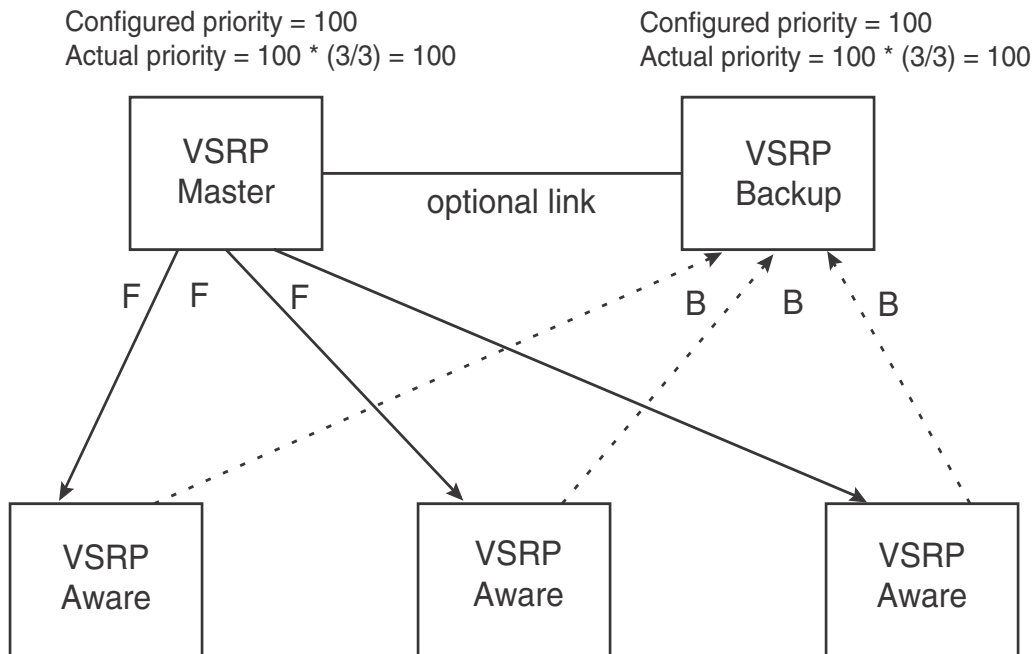 Configured priority = 100
Actual priority = 100 * (3/3) = 100
Configured priority = 100
Actual priority = 100 * (3/3) = 100
VSRP
Master
optional link
VSRP
Backup
F
F
F
B
B
B
VSRP
Aware
VSRP
Aware
VSRP
Aware